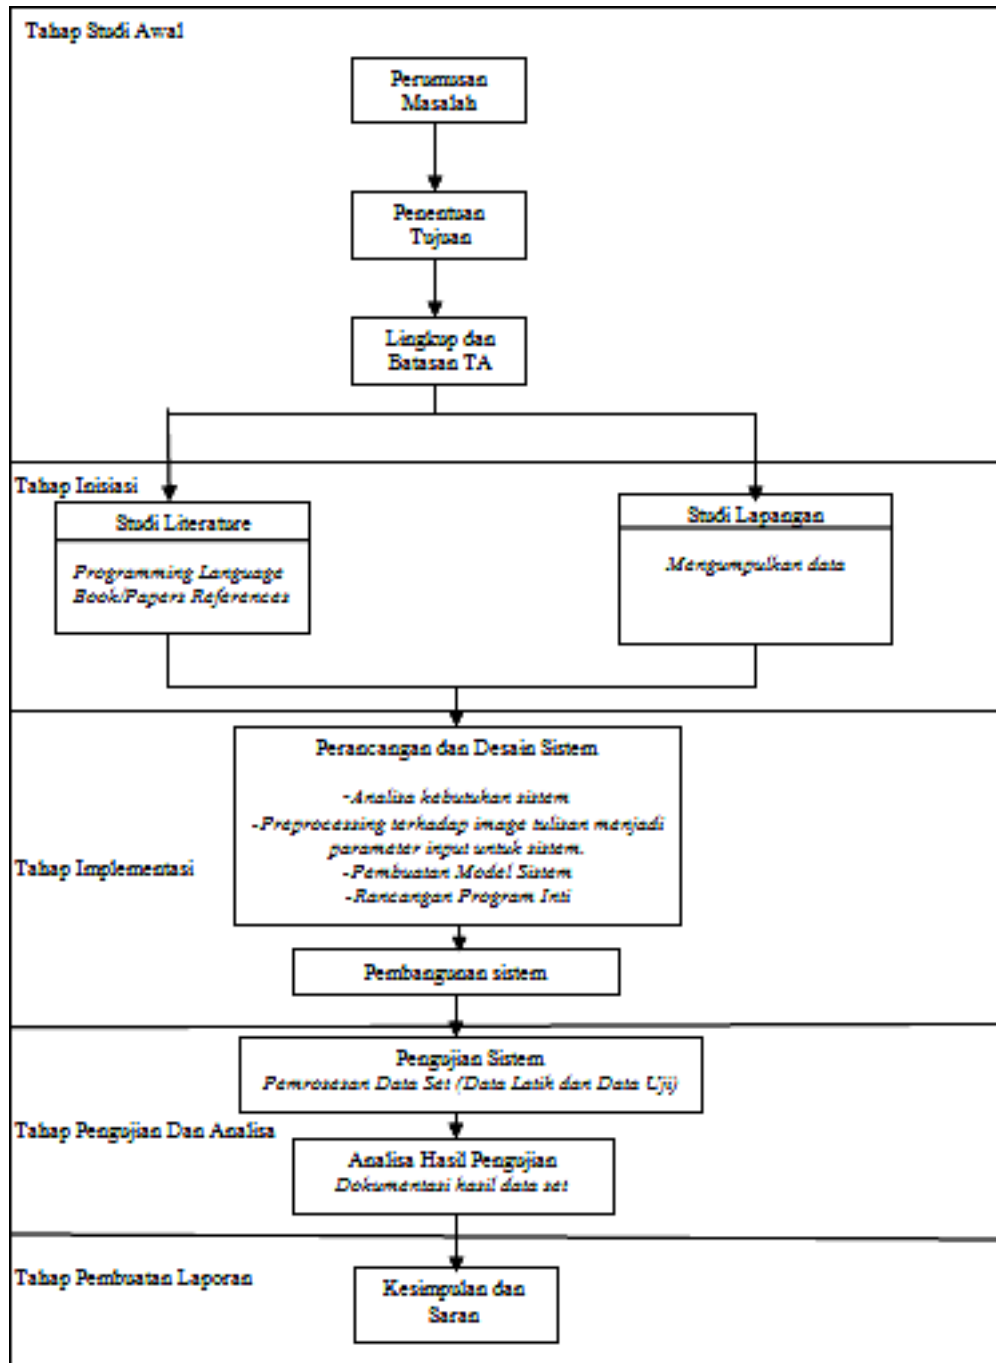 Tahap Studi Awal
Perumusan
Masalah
Penentuan
Tujuan
Lingkup dan
Batasan TA
Tahap Inisiasi
Studi Literature
Programming Language
Book/Papers References
Studi Lapangan
Mengumpulkan data
Perancangan dan Desain Sistem
-Analisa kebutuhan sistem
-Preprocessing terhadap image tulisan menjadi
parameter input untuk sistem.
-Pembuatan Model Sistem
-Rancangan Program Inti
Tahap Implementasi
Pembangunan sistem
Pengujian Sistem
Pemrosesan Data Set (Data Latih dan Data Uji)
Tahap Pengujian Dan Analisa
Analisa Hasil Pengujian
Dokumentasi hasil data set
Tahap Pembuatan Laporan
Kesimpulan dan
Saran